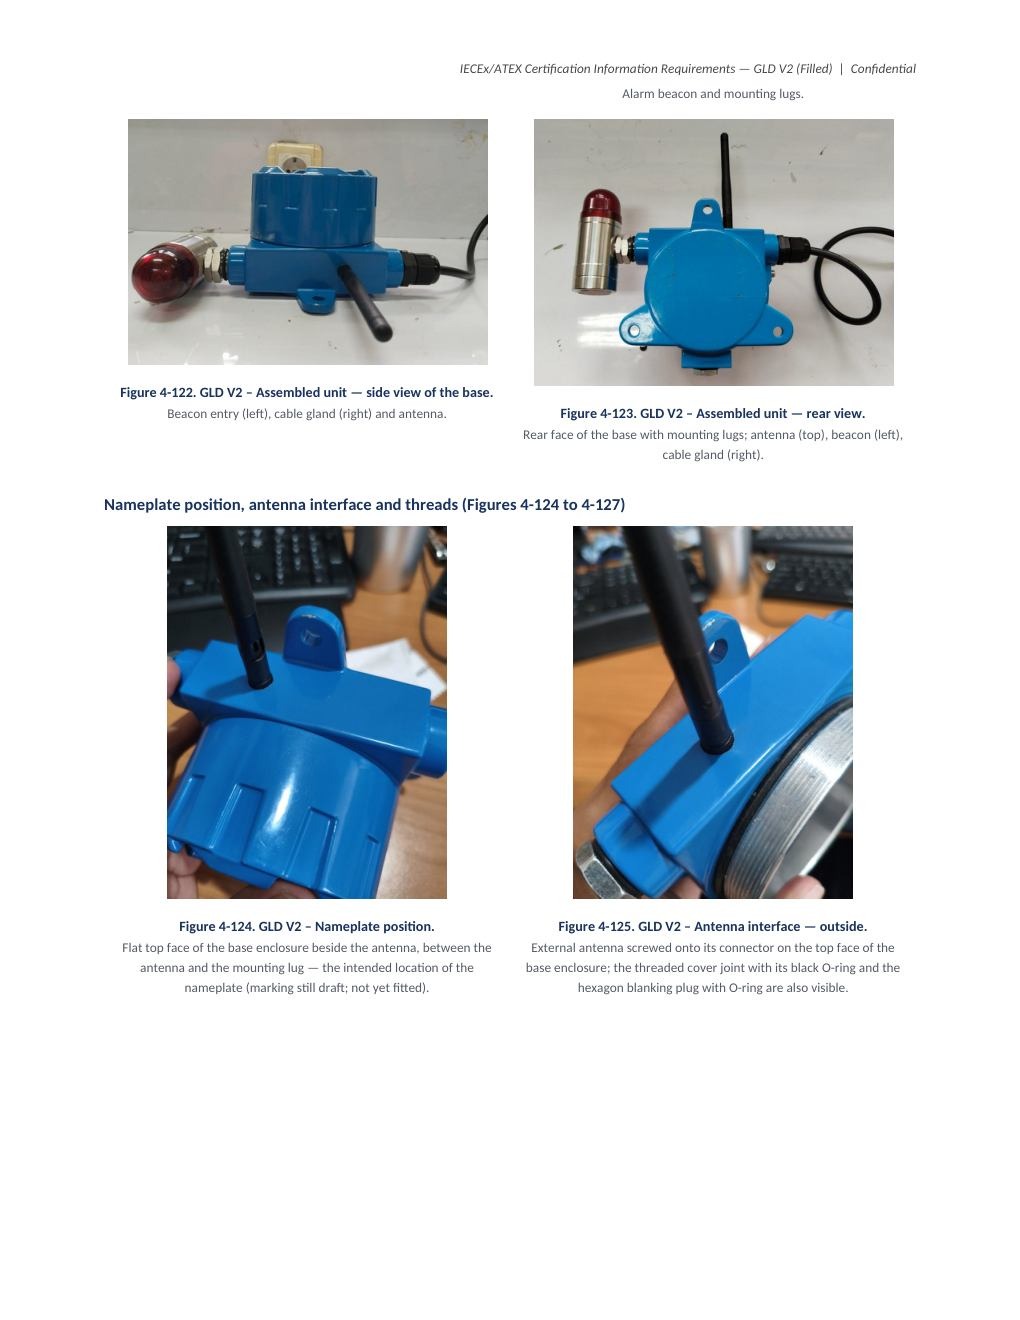 IECEx/ATEX Certification Information Requirements — GLD V2 (Filled) | Confidential
Alarm beacon and mounting lugs.
Figure 4-122. GLD V2 – Assembled unit — side view of the base.
Beacon entry (left), cable gland (right) and antenna.
Figure 4-123. GLD V2 – Assembled unit — rear view.
Rear face of the base with mounting lugs; antenna (top), beacon (left),
cable gland (right).
Nameplate position, antenna interface and threads (Figures 4-124 to 4-127)
Figure 4-124. GLD V2 – Nameplate position.
Flat top face of the base enclosure beside the antenna, between the
antenna and the mounting lug — the intended location of the
nameplate (marking still draft; not yet fitted).
Figure 4-125. GLD V2 – Antenna interface — outside.
External antenna screwed onto its connector on the top face of the
base enclosure; the threaded cover joint with its black O-ring and the
hexagon blanking plug with O-ring are also visible.